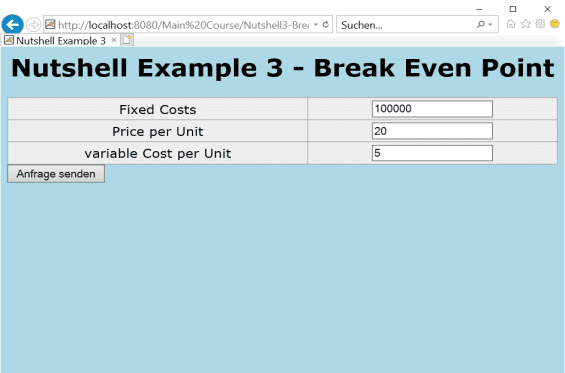 http://localhost:8080/Main%20Course/Nutshell3-Brea
Suchen...
Nutshell Example 3
Nutshell Example 3 - Break Even Point
Fixed Costs 100000
Price per Unit 20
variable Cost per Unit 5
Anfrage senden